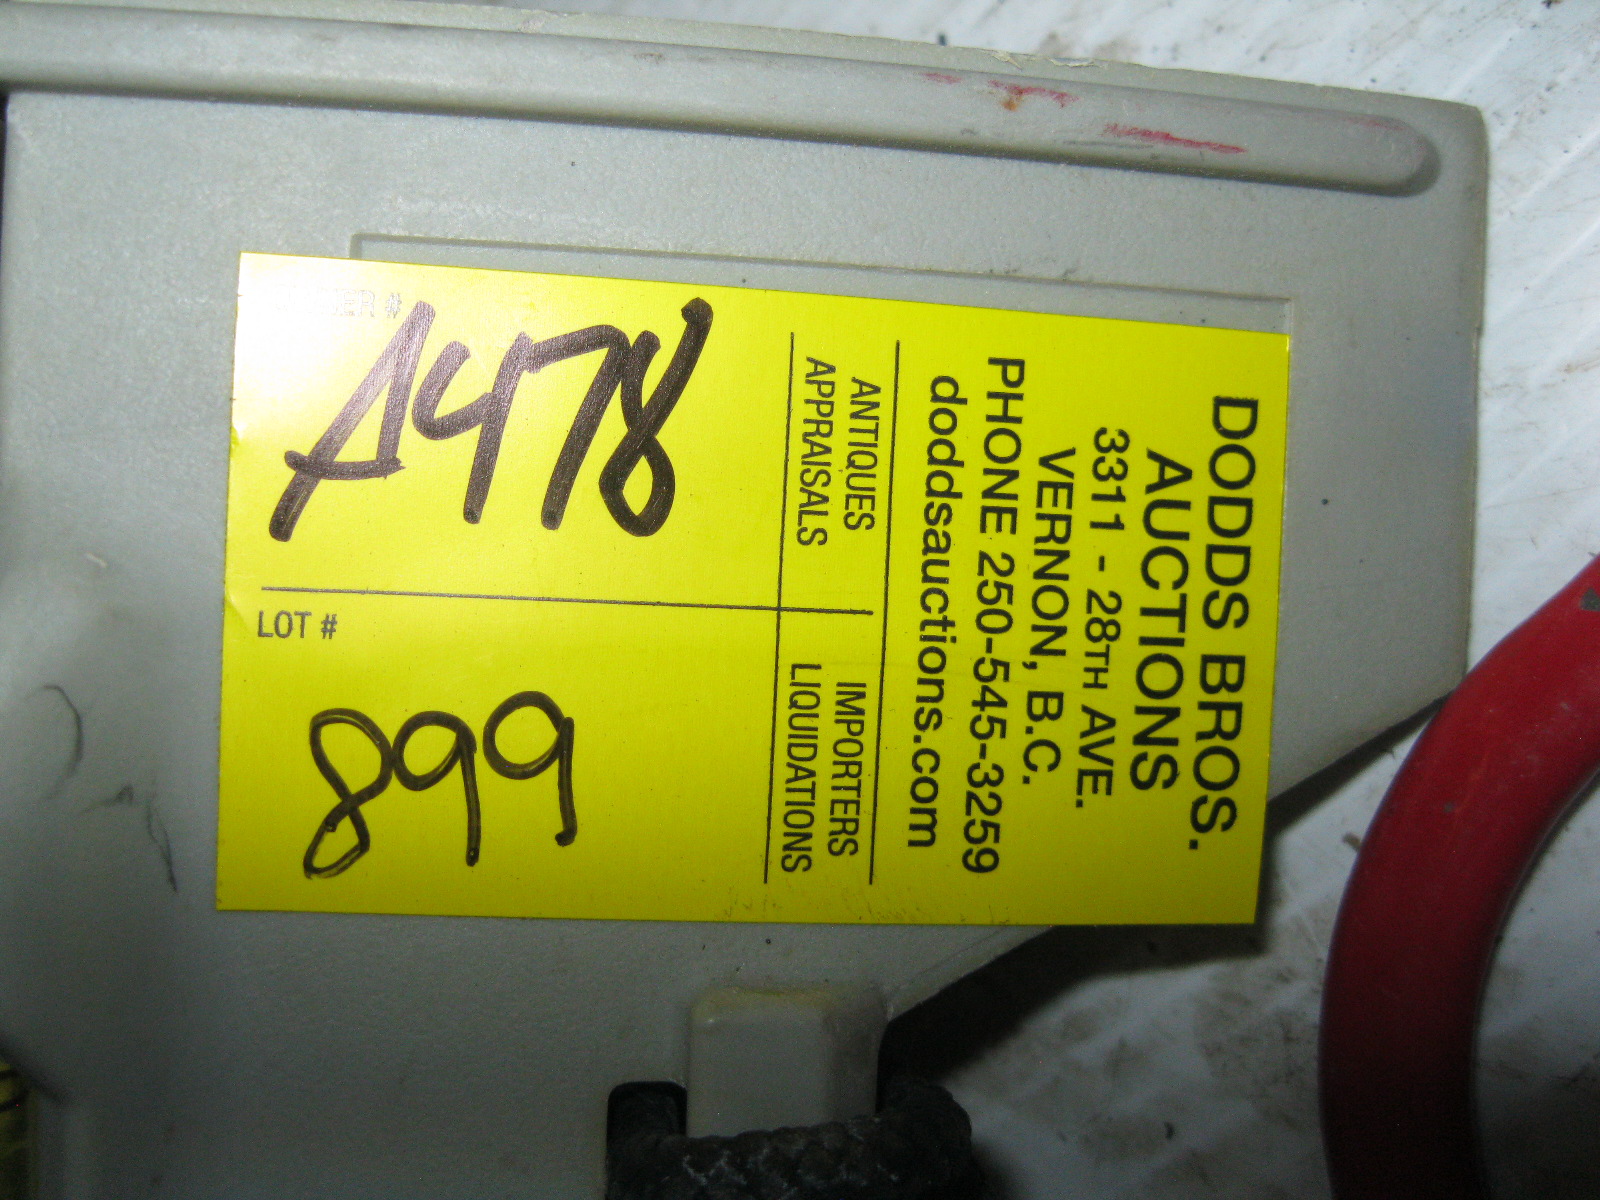 DODDS BROS.
AUCTIONS
3311 - 28TH AVE.
VERNON, B.C.
PHONE 250-545-3259
doddsauctions.com
ANTIQUES IMPORTERS
APPRAISALS LIQUIDATIONS
#
A478
LOT #
899